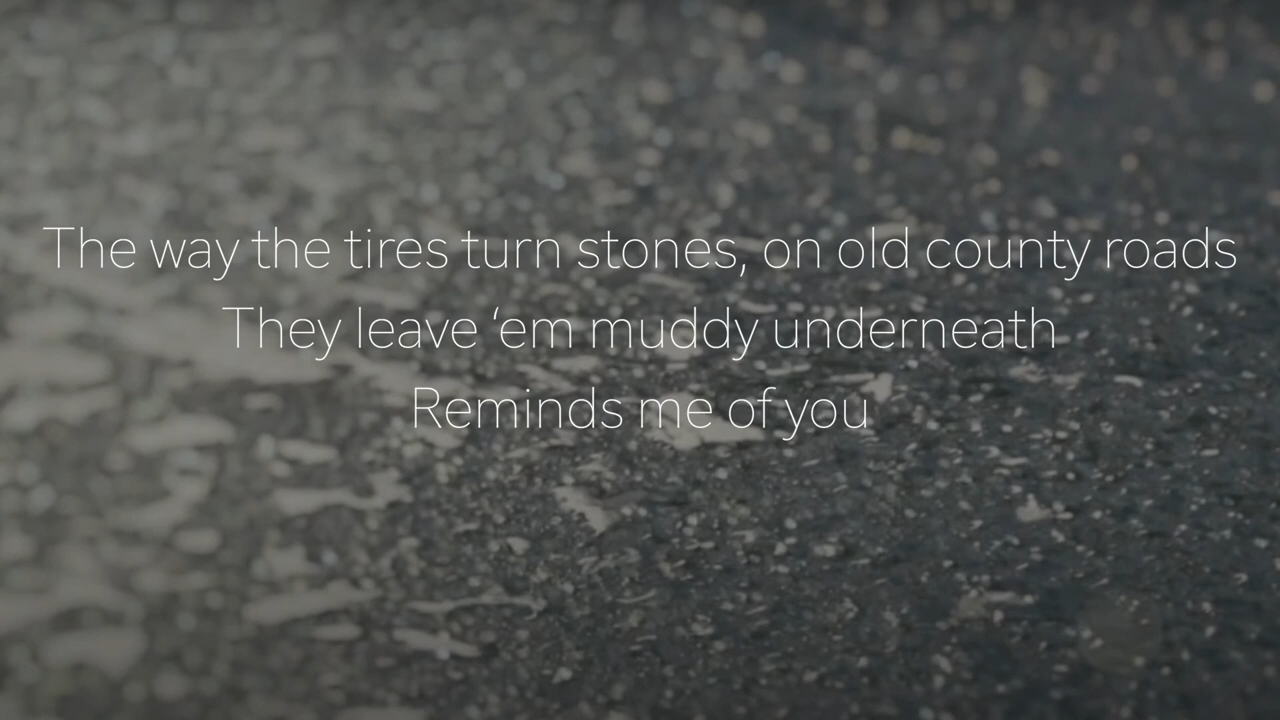 The way the tires turn stones, on old county roads
They leave ‘em muddy underneath
Reminds me of you